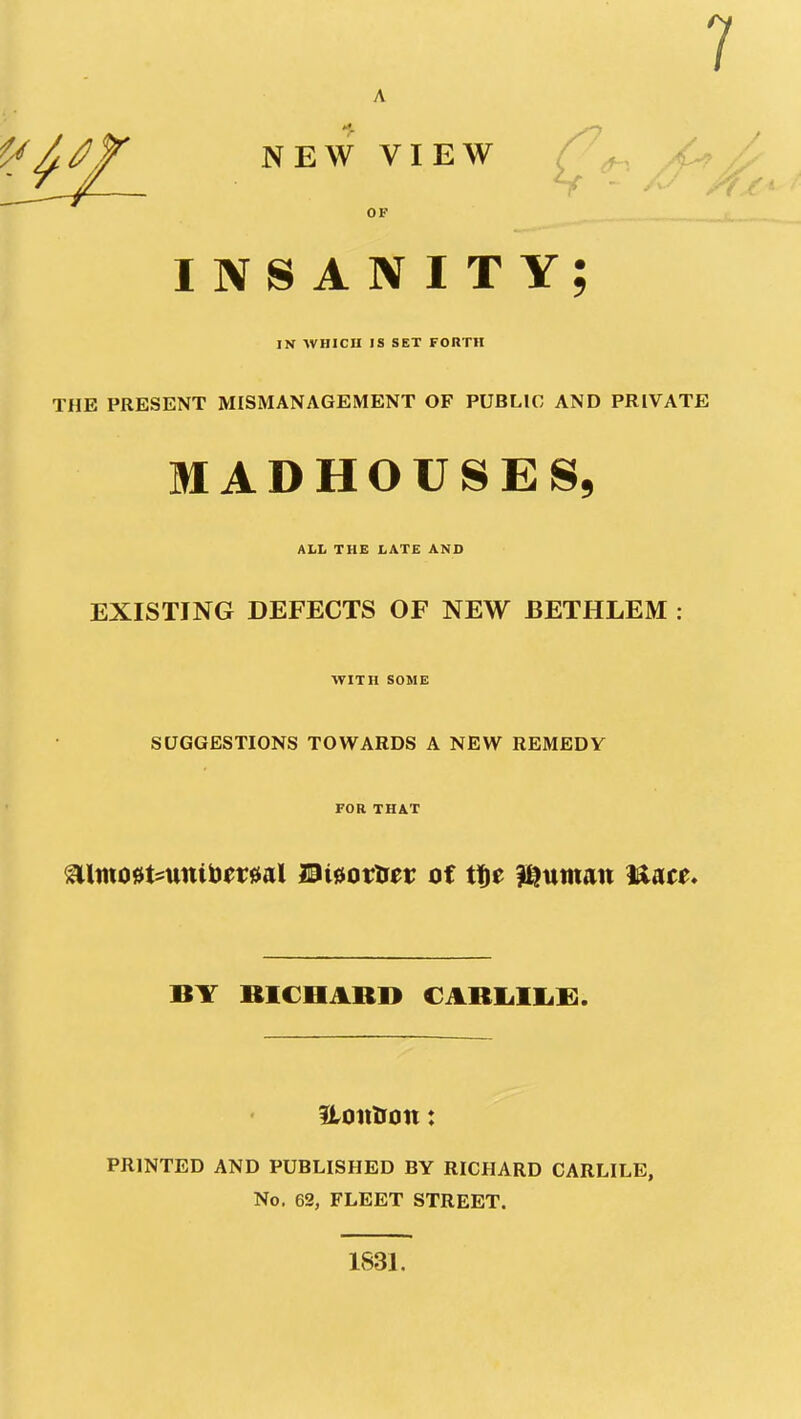 7
A
NEW VIEW
OF
INSANITY;
IN WHICH IS SET FORTH
THE PRESENT MISMANAGEMENT OF PUBLIC AND PRIVATE
MADHOUSES,
ALL THE LATE AND
EXISTING DEFECTS OF NEW BETHLEM :
WITH SOME
SUGGESTIONS TOWARDS A NEW REMEDY
FOR THAT
Almost-universal Disorder of the Human Race.
BY RICHARD CARLILE.
London :
PRINTED AND PUBLISHED BY RICHARD CARLILE,
No. 62, FLEET STREET.
1831.